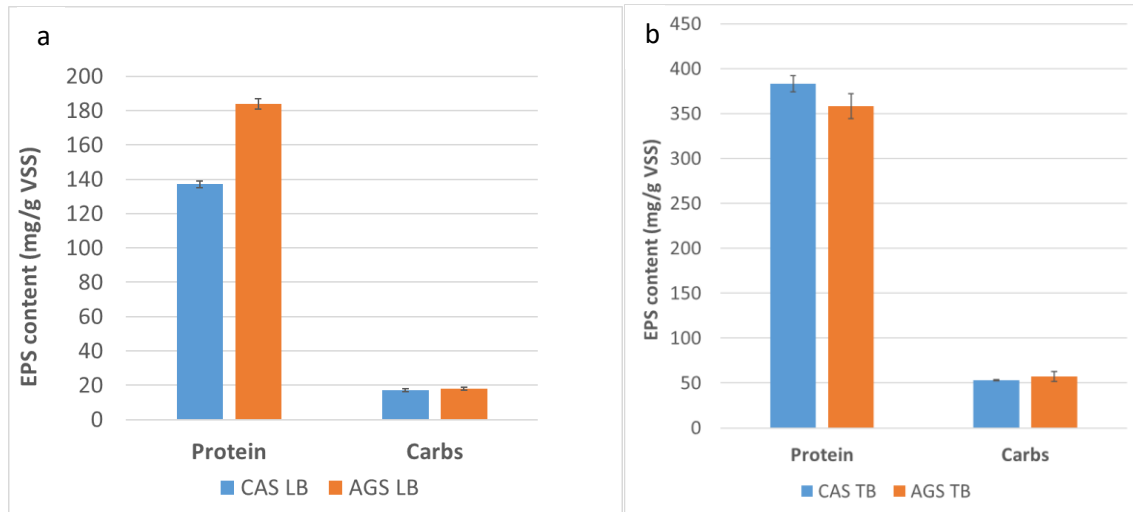 a
EPS content (mg/g VSS)
200
180
160
140
120
100
80
60
40
20
0
Protein Carbs
CAS LB AGS LB
b
EPS content (mg/g VSS)
450
400
350
300
250
200
150
100
50
0
Protein Carbs
CAS TB AGS TB